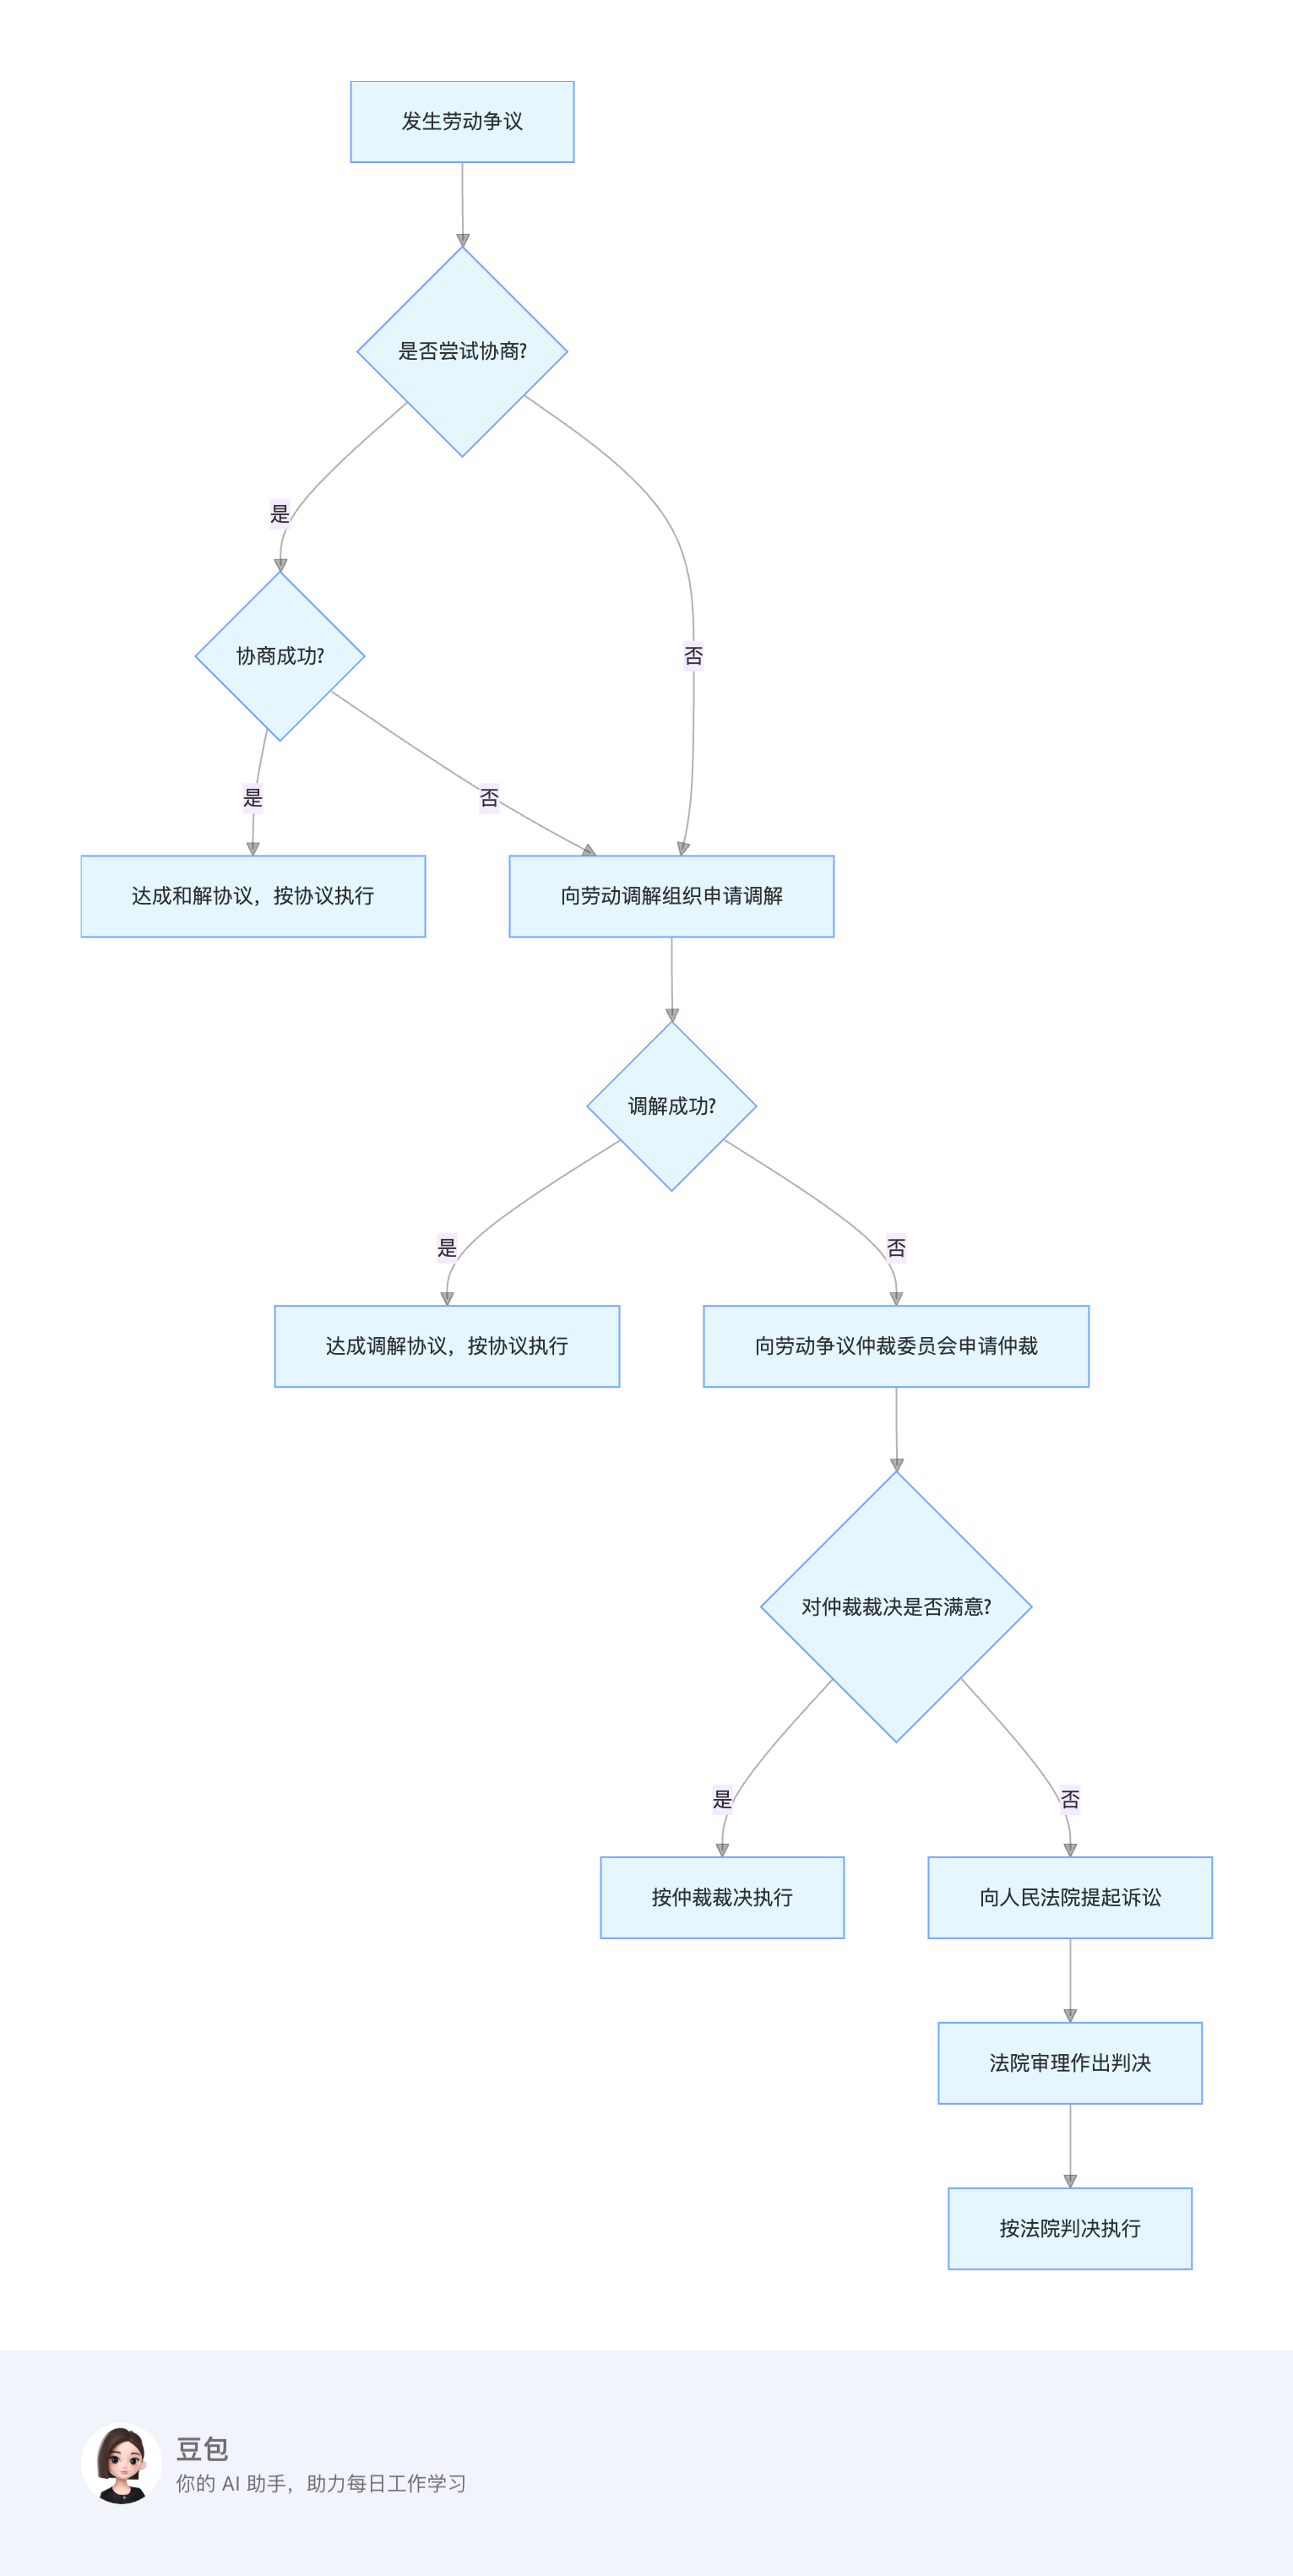 发生劳动争议
是否尝试协商?
是
否
协商成功?
是
否
达成和解协议，按协议执行
向劳动调解组织申请调解
调解成功?
是
否
达成调解协议，按协议执行
向劳动争议仲裁委员会申请仲裁
对仲裁裁决是否满意?
是
否
按仲裁裁决执行
向人民法院提起诉讼
法院审理作出判决
按法院判决执行
豆包
你的 AI 助手，助力每日工作学习